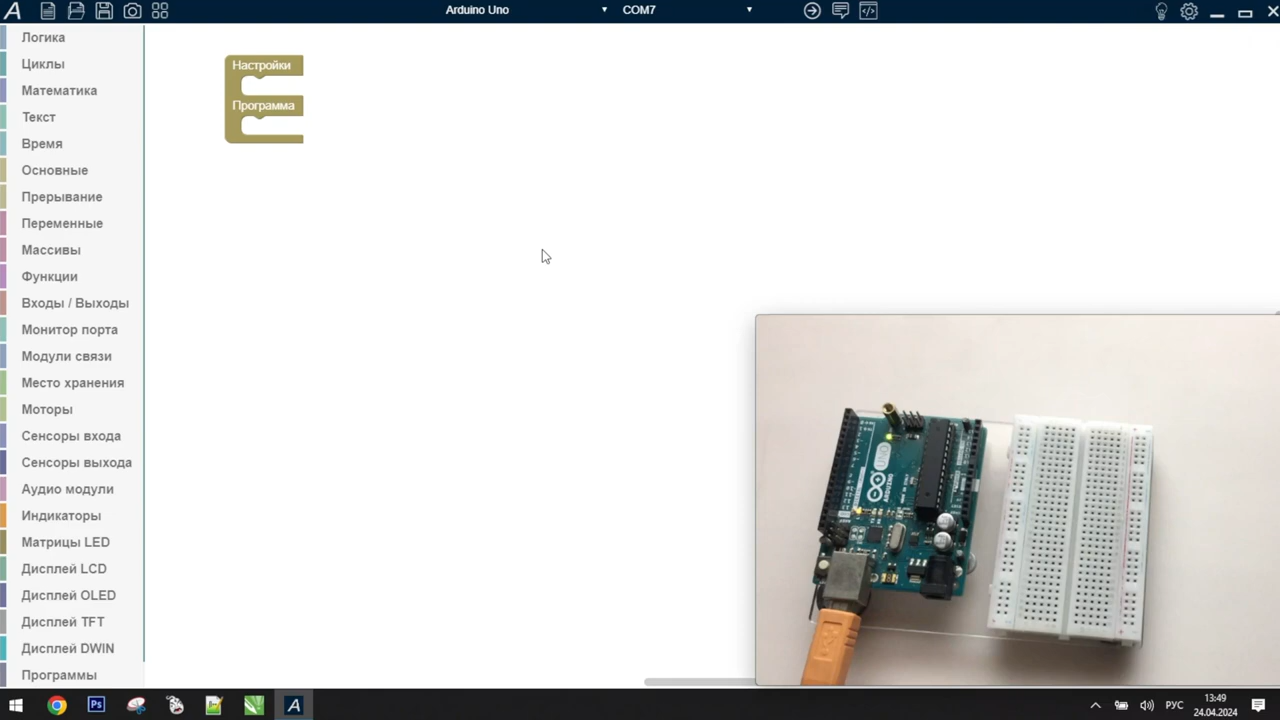 Arduino Uno
COM7
Логика
Циклы
Математика
Текст
Время
Основные
Прерывание
Переменные
Массивы
Функции
Входы / Выходы
Монитор порта
Модули связи
Место хранения
Моторы
Сенсоры входа
Сенсоры выхода
Аудио модули
Индикаторы
Матрицы LED
Дисплей LCD
Дисплей OLED
Дисплей TFT
Дисплей DWIN
Программы
Настройки
Программа
UNO
ARDUINO
РУС
13:49
24.04.2024